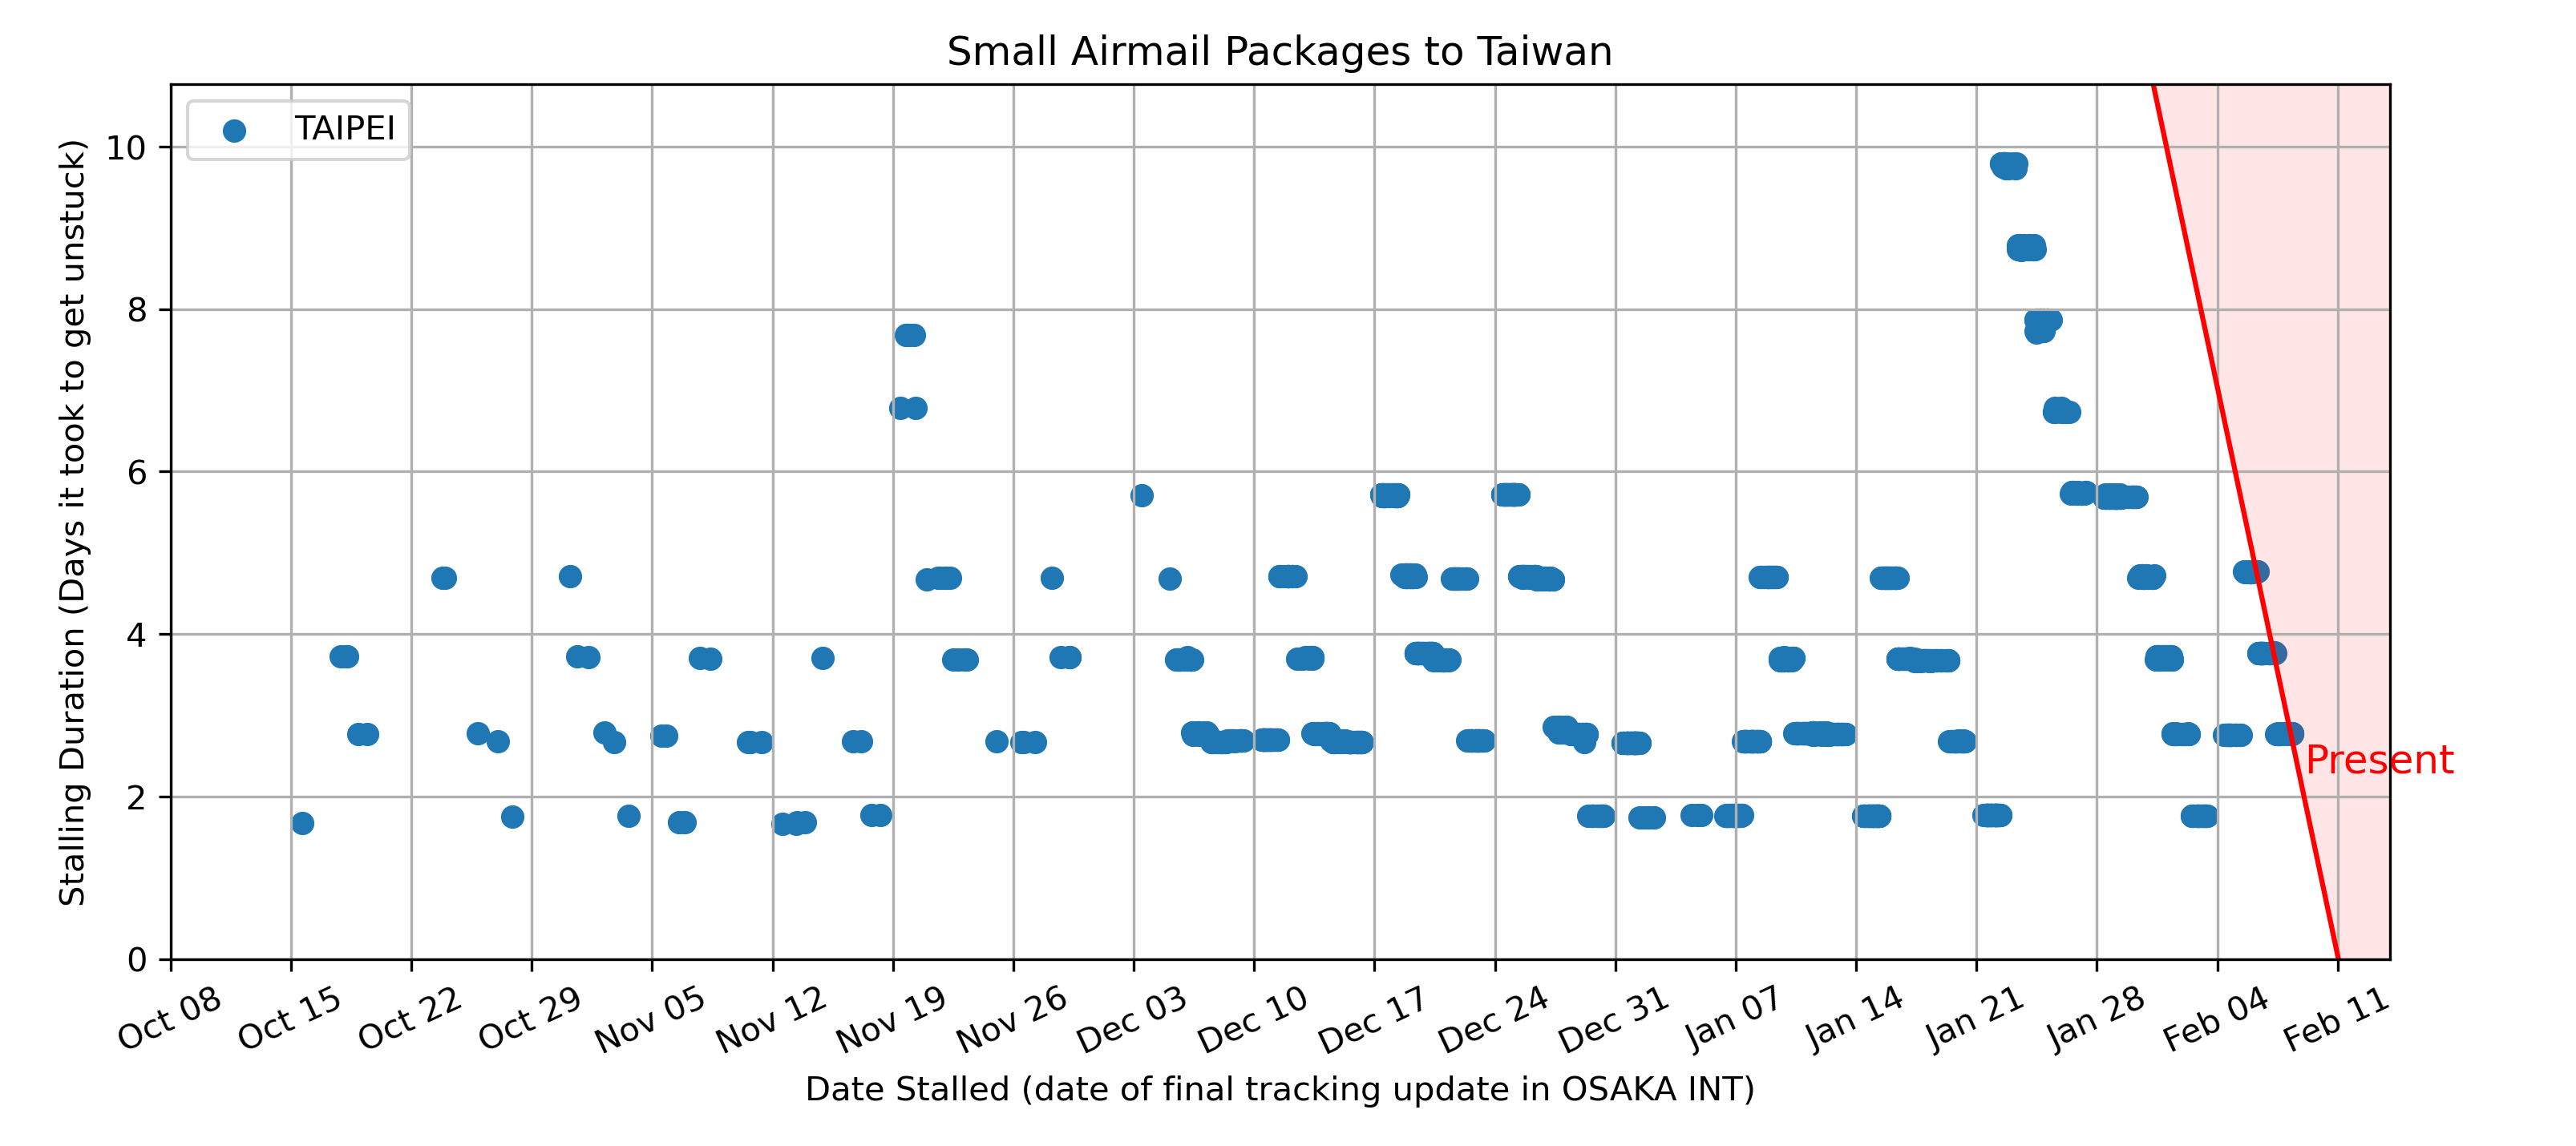 Small Airmail Packages to Taiwan
TAIPEI
Stalling Duration (Days it took to get unstuck)
10
8
6
4
2
0
Present
Oct 08
Oct 15
Oct 22
Oct 29
Nov 05
Nov 12
Nov 19
Nov 26
Dec 03
Dec 10
Dec 17
Dec 24
Dec 31
Jan 07
Jan 14
Jan 21
Jan 28
Feb 04
Feb 11
Date Stalled (date of final tracking update in OSAKA INT)